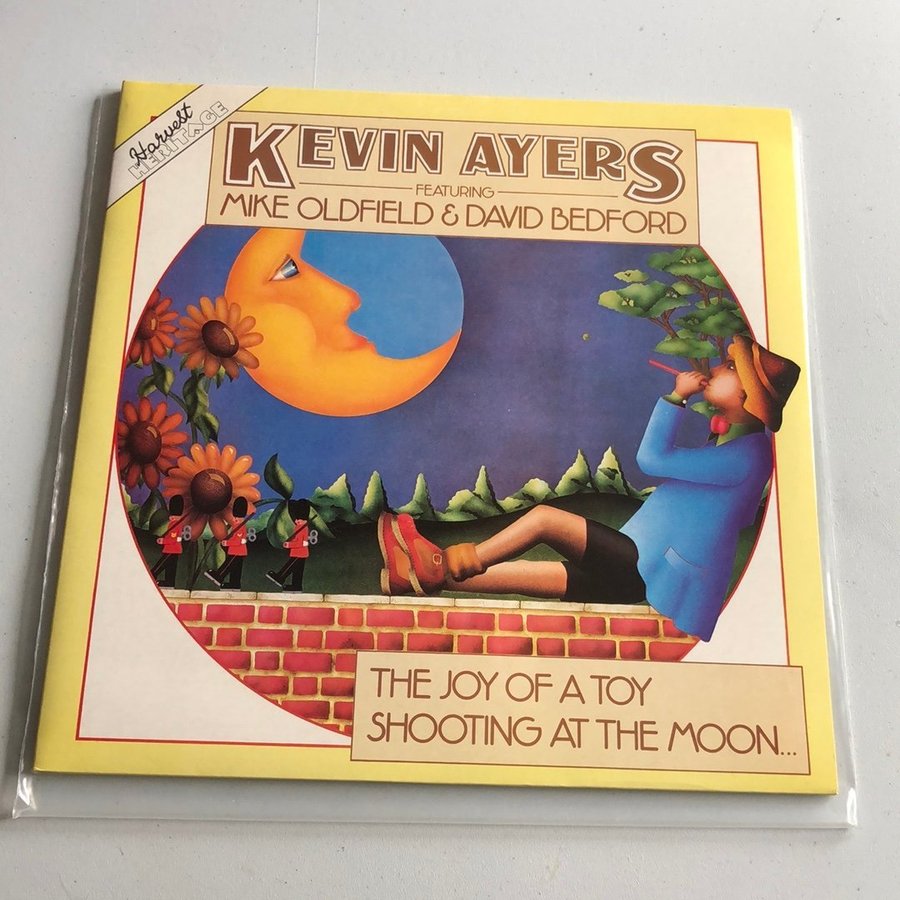 Harvest
HERITAGE
KEVIN AYERS
FEATURING
MIKE OLDFIELD & DAVID BEDFORD
THE JOY OF A TOY
SHOOTING AT THE MOON...